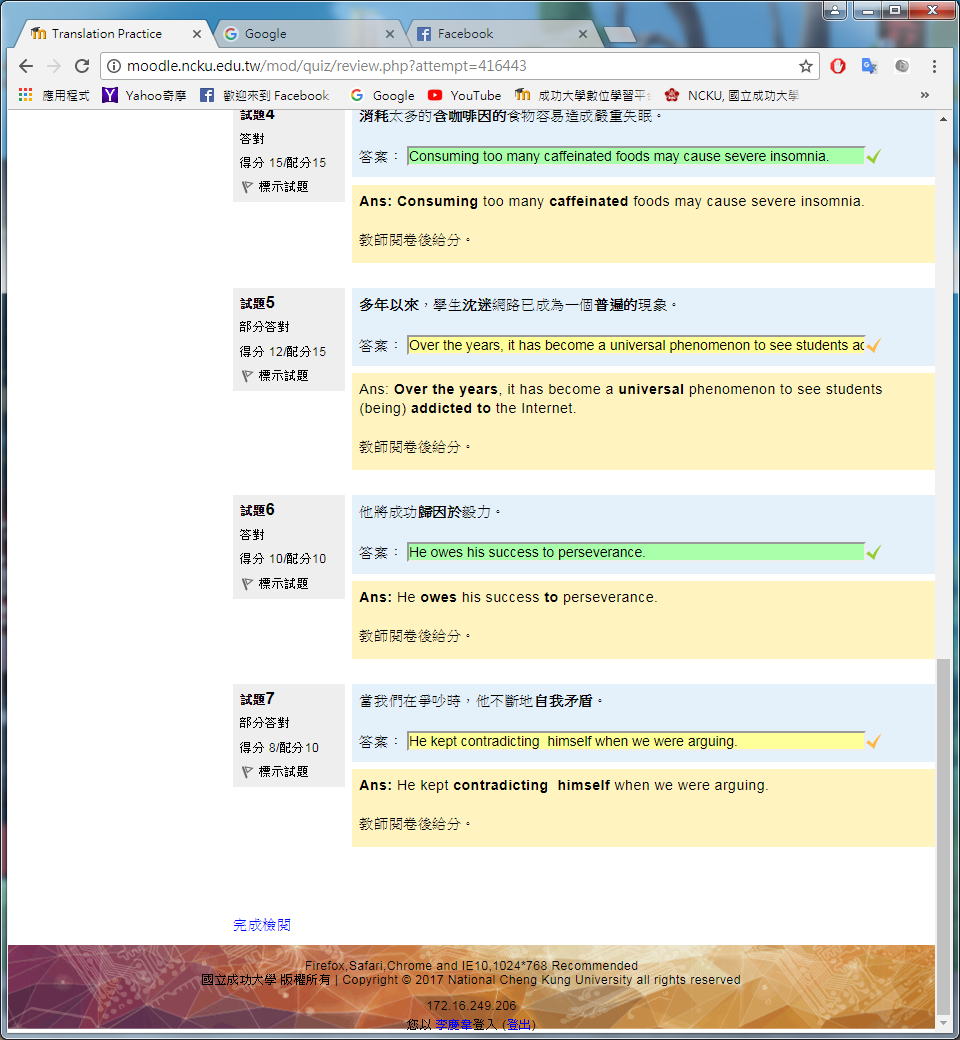 Translation Practice
Google
Facebook
moodle.ncku.edu.tw/mod/quiz/review.php?attempt=416443
應用程式 Yahoo奇摩 歡迎來到 Facebook Google YouTube 成功大學數位學習平 NCKU, 國立成功大學 »
試題4
答對
得分 15/配分15
標示試題
消耗太多的含咖啡因的食物容易造成嚴重失眠。
答案： Consuming too many caffeinated foods may cause severe insomnia.
Ans: Consuming too many caffeinated foods may cause severe insomnia.
教師閱卷後給分。
試題5
部分答對
得分 12/配分15
標示試題
多年以來，學生沈迷網路已成為一個普遍的現象。
答案： Over the years, it has become a universal phenomenon to see students ad
Ans: Over the years, it has become a universal phenomenon to see students
(being) addicted to the Internet.
教師閱卷後給分。
試題6
答對
得分 10/配分10
標示試題
他將成功歸因於毅力。
答案： He owes his success to perseverance.
Ans: He owes his success to perseverance.
教師閱卷後給分。
試題7
部分答對
得分 8/配分10
標示試題
當我們在爭吵時，他不斷地自我矛盾。
答案： He kept contradicting  himself when we were arguing.
Ans: He kept contradicting  himself when we were arguing.
教師閱卷後給分。
完成檢閱
Firefox,Safari,Chrome and IE10,1024*768 Recommended
國立成功大學 版權所有 | Copyright © 2017 National Cheng Kung University all rights reserved
172.16.249.206
您以 李慶韋登入 (登出)